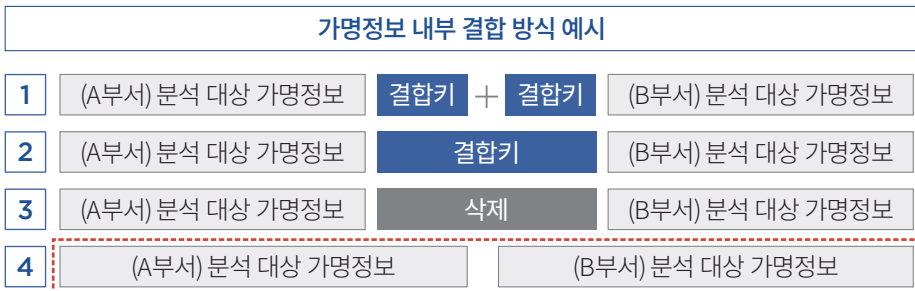 가명정보 내부 결합 방식 예시
1 (A부서) 분석 대상 가명정보 결합키 + 결합키 (B부서) 분석 대상 가명정보
2 (A부서) 분석 대상 가명정보 결합키 (B부서) 분석 대상 가명정보
3 (A부서) 분석 대상 가명정보 삭제 (B부서) 분석 대상 가명정보
4 (A부서) 분석 대상 가명정보 (B부서) 분석 대상 가명정보